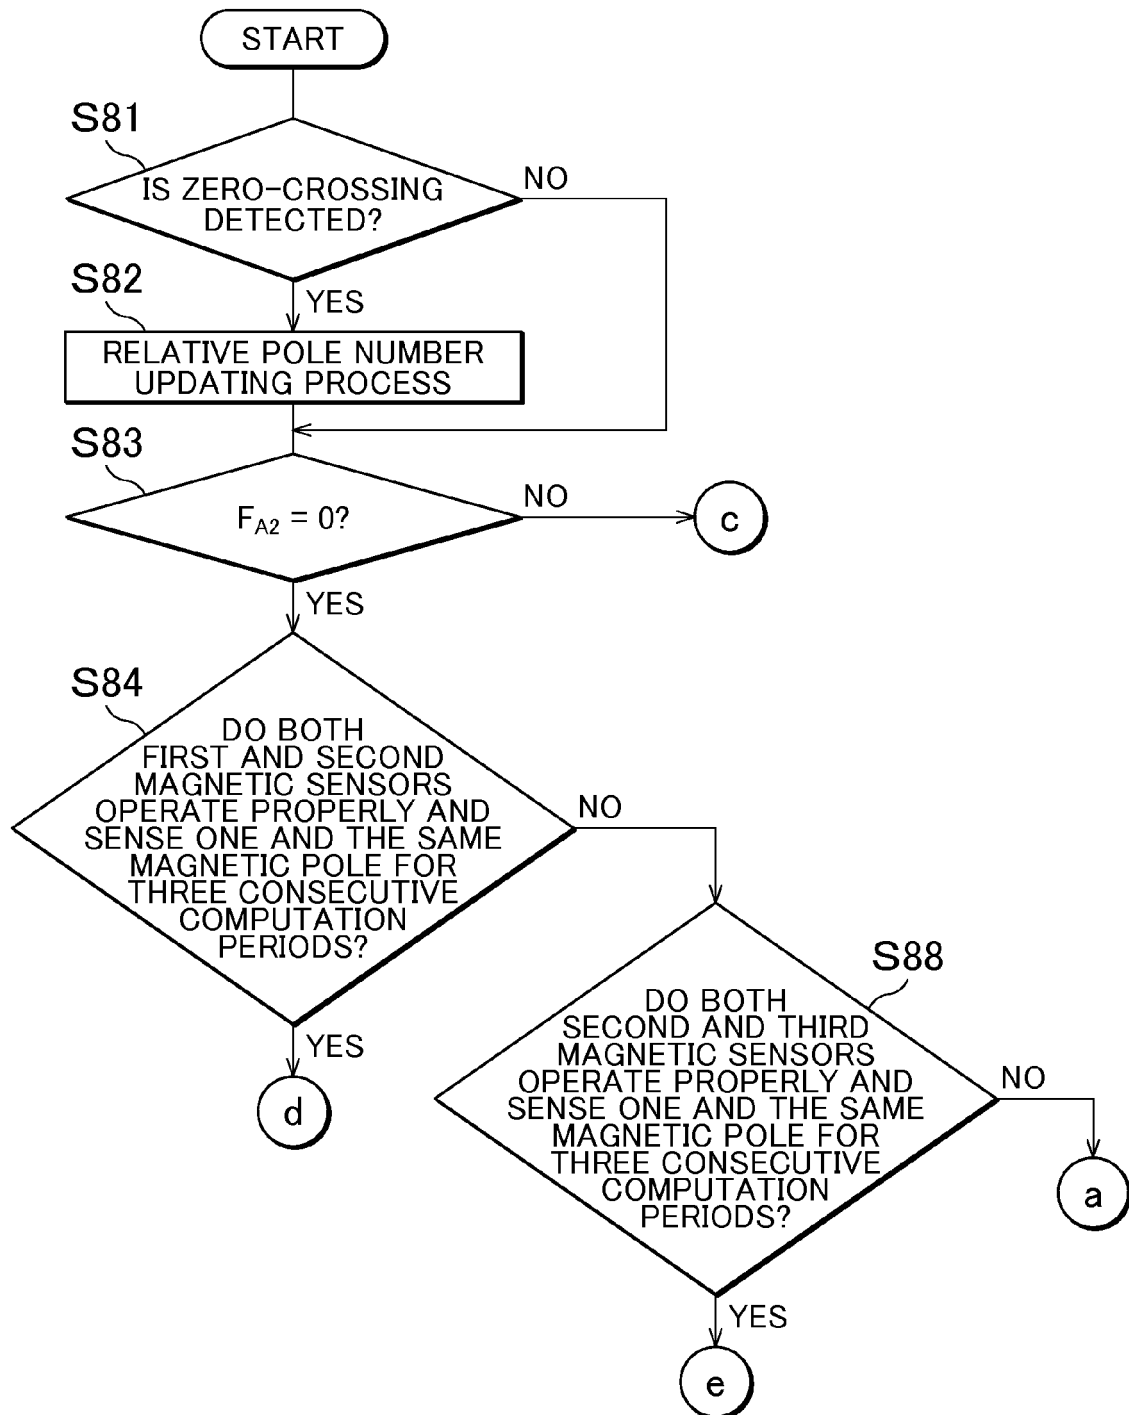 START
S81
IS ZERO-CROSSING
DETECTED?
NO
YES
S82
RELATIVE POLE NUMBER
UPDATING PROCESS
S83
FA2 = 0?
NO
c
YES
S84
DO BOTH
FIRST AND SECOND
MAGNETIC SENSORS
OPERATE PROPERLY AND
SENSE ONE AND THE SAME
MAGNETIC POLE FOR
THREE CONSECUTIVE
COMPUTATION
PERIODS?
NO
YES
d
S88
DO BOTH
SECOND AND THIRD
MAGNETIC SENSORS
OPERATE PROPERLY AND
SENSE ONE AND THE SAME
MAGNETIC POLE FOR
THREE CONSECUTIVE
COMPUTATION
PERIODS?
NO
a
YES
e